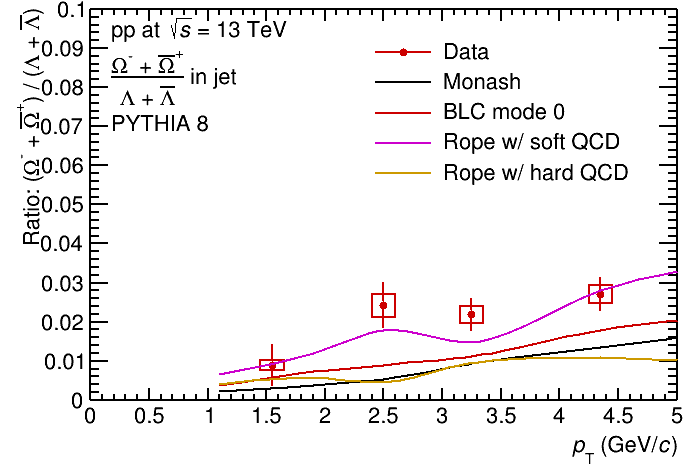 Ratio: (Ω⁻ + Ω̅⁺) / (Λ + Λ̅)
pp at √s = 13 TeV
Ω⁻ + Ω̅⁺
Λ + Λ̅
in jet
PYTHIA 8
Data
Monash
BLC mode 0
Rope w/ soft QCD
Rope w/ hard QCD
0.1
0.09
0.08
0.07
0.06
0.05
0.04
0.03
0.02
0.01
0
0 0.5 1 1.5 2 2.5 3 3.5 4 4.5 5
p_T (GeV/c)